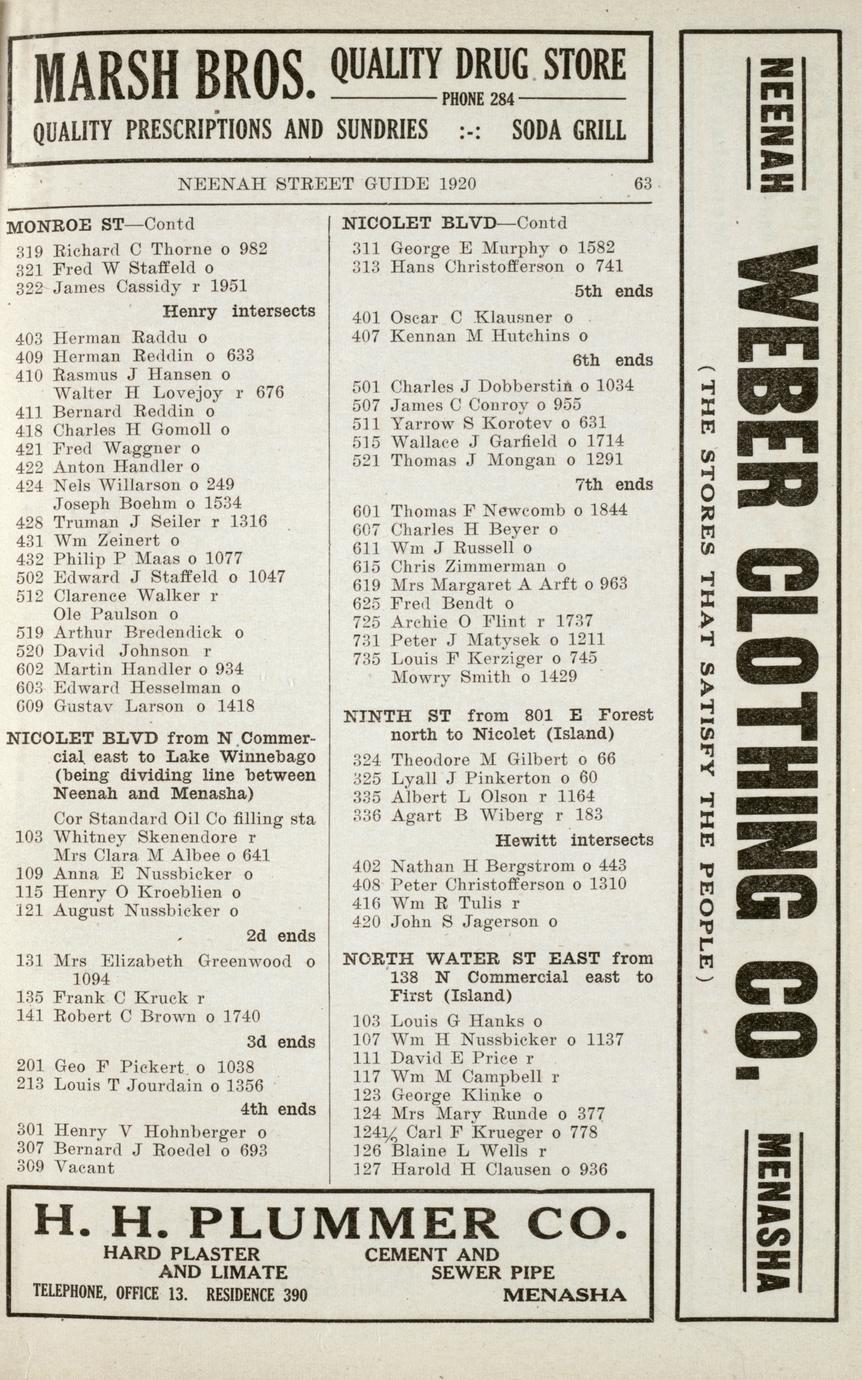 MARSH BROS. QUALITY DRUG STORE
PHONE 284
QUALITY PRESCRIPTIONS AND SUNDRIES :-: SODA GRILL
NEENAH STREET GUIDE 1920 63
MONROE ST—Contd
319 Richard C Thorne o 982
321 Fred W Staffeld o
322 James Cassidy r 1951
Henry intersects
403 Herman Raddu o
409 Herman Reddin o 633
410 Rasmus J Hansen o
Walter H Lovejoy r 676
411 Bernard Reddin o
418 Charles H Gomoll o
421 Fred Waggner o
422 Anton Handler o
424 Nels Willarson o 249
Joseph Boehm o 1534
428 Truman J Seiler r 1316
431 Wm Zeinert o
432 Philip P Maas o 1077
502 Edward J Staffeld o 1047
512 Clarence Walker r
Ole Paulson o
519 Arthur Bredendick o
520 David Johnson r
602 Martin Handler o 934
603 Edward Hesselman o
609 Gustav Larson o 1418
NICOLET BLVD from N Commer-
cial east to Lake Winnebago
(being dividing line between
Neenah and Menasha)
Cor Standard Oil Co filling sta
103 Whitney Skenendore r
Mrs Clara M Albee o 641
109 Anna E Nussbicker o
115 Henry O Kroeblien o
121 August Nussbicker o
2d ends
131 Mrs Elizabeth Greenwood o
1094
135 Frank C Kruck r
141 Robert C Brown o 1740
3d ends
201 Geo F Pickert o 1038
213 Louis T Jourdain o 1356
4th ends
301 Henry V Hohnberger o
307 Bernard J Roedel o 693
309 Vacant
NICOLET BLVD—Contd
311 George E Murphy o 1582
313 Hans Christofferson o 741
5th ends
401 Oscar C Klausner o
407 Kennan M Hutchins o
6th ends
501 Charles J Dobberstin o 1034
507 James C Conroy o 955
511 Yarrow S Korotev o 631
515 Wallace J Garfield o 1714
521 Thomas J Mongan o 1291
7th ends
601 Thomas F Newcomb o 1844
607 Charles H Beyer o
611 Wm J Russell o
615 Chris Zimmerman o
619 Mrs Margaret A Arft o 963
625 Fred Bendt o
725 Archie O Flint r 1737
731 Peter J Matysek o 1211
735 Louis F Kerziger o 745
Mowry Smith o 1429
NINTH ST from 801 E Forest
north to Nicolet (Island)
324 Theodore M Gilbert o 66
325 Lyall J Pinkerton o 60
335 Albert L Olson r 1164
336 Agart B Wiberg r 183
Hewitt intersects
402 Nathan H Bergstrom o 443
408 Peter Christofferson o 1310
416 Wm R Tulis r
420 John S Jagerson o
NORTH WATER ST EAST from
138 N Commercial east to
First (Island)
103 Louis G Hanks o
107 Wm H Nussbicker o 1137
111 David E Price r
117 Wm M Campbell r
123 George Klinke o
124 Mrs Mary Runde o 377
124½ Carl F Krueger o 778
126 Blaine L Wells r
127 Harold H Clausen o 936
H. H. PLUMMER CO.
HARD PLASTER CEMENT AND
AND LIMATE SEWER PIPE
TELEPHONE, OFFICE 13. RESIDENCE 390 MENASHA
NEENAH WEBER CLOTHING CO. MENASHA
(THE STORES THAT SATISFY THE PEOPLE)